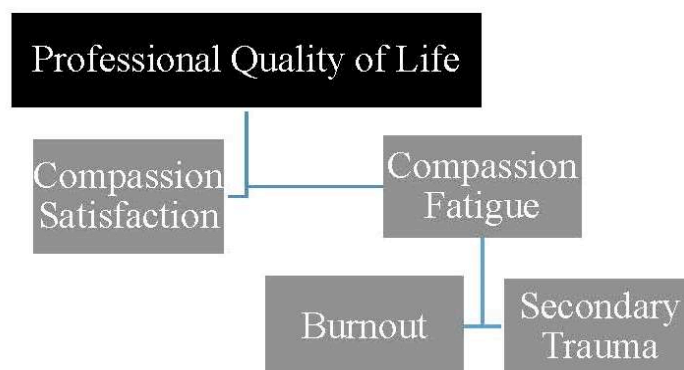 Professional Quality of Life
Compassion
Satisfaction
Compassion
Fatigue
Burnout
Secondary
Trauma